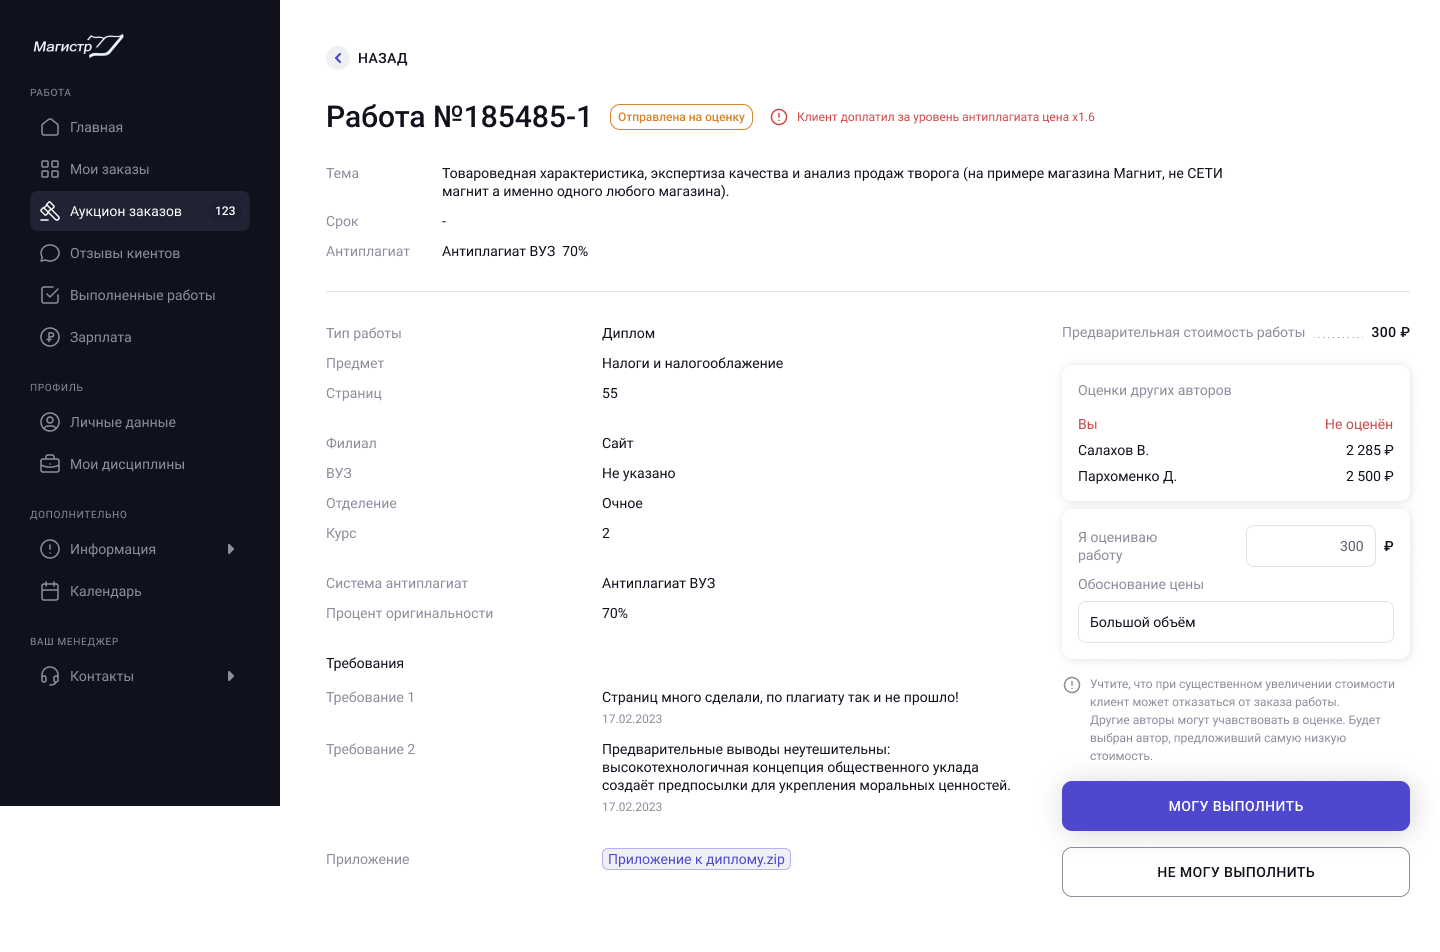 Магистр
РАБОТА
Главная
Мои заказы
Аукцион заказов 123
Отзывы киентов
Выполненные работы
Зарплата
ПРОФИЛЬ
Личные данные
Мои дисциплины
ДОПОЛНИТЕЛЬНО
Информация
Календарь
ВАШ МЕНЕДЖЕР
Контакты
НАЗАД
Работа №185485-1 Отправлена на оценку Клиент доплатил за уровень антиплагиата цена x1.6
Тема Товароведная характеристика, экспертиза качества и анализ продаж творога (на примере магазина Магнит, не СЕТИ
магнит а именно одного любого магазина).
Срок -
Антиплагиат Антиплагиат ВУЗ 70%
Тип работы Диплом
Предмет Налоги и налогооблажение
Страниц 55
Филиал Сайт
ВУЗ Не указано
Отделение Очное
Курс 2
Система антиплагиат Антиплагиат ВУЗ
Процент оригинальности 70%
Требования
Требование 1 Страниц много сделали, по плагиату так и не прошло!
17.02.2023
Требование 2 Предварительные выводы неутешительны:
высокотехнологичная концепция общественного уклада
создаёт предпосылки для укрепления моральных ценностей.
17.02.2023
Приложение Приложение к диплому.zip
Предварительная стоимость работы .......... 300 ₽
Оценки других авторов
Вы Не оценён
Салахов В. 2 285 ₽
Пархоменко Д. 2 500 ₽
Я оцениваю
работу 300 ₽
Обоснование цены
Большой объём
Учтите, что при существенном увеличении стоимости
клиент может отказаться от заказа работы.
Другие авторы могут учавствовать в оценке. Будет
выбран автор, предложивший самую низкую
стоимость.
МОГУ ВЫПОЛНИТЬ
НЕ МОГУ ВЫПОЛНИТЬ